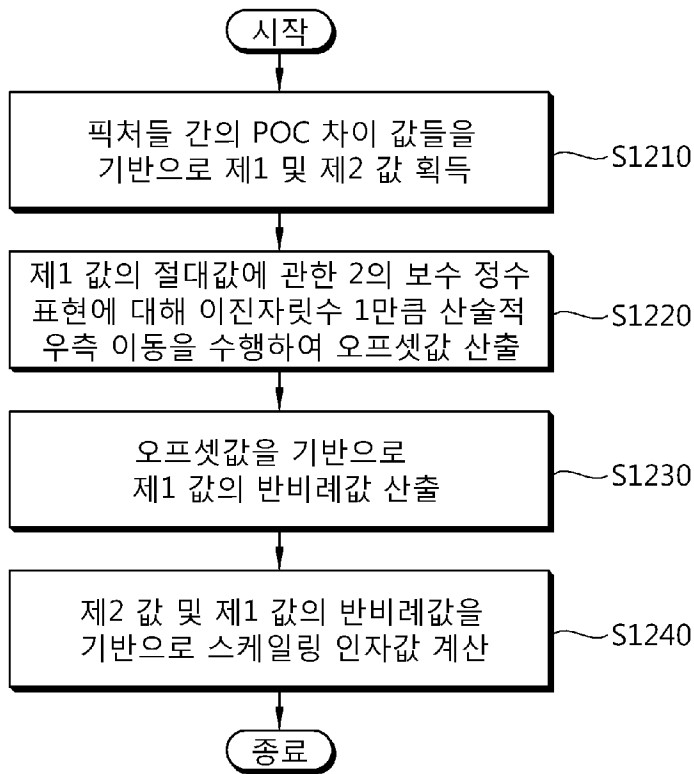 시작
픽처들 간의 POC 차이 값들을
기반으로 제1 및 제2 값 획득
S1210
제1 값의 절대값에 관한 2의 보수 정수
표현에 대해 이진자릿수 1만큼 산술적
우측 이동을 수행하여 오프셋값 산출
S1220
오프셋값을 기반으로
제1 값의 반비례값 산출
S1230
제2 값 및 제1 값의 반비례값을
기반으로 스케일링 인자값 계산
S1240
종료